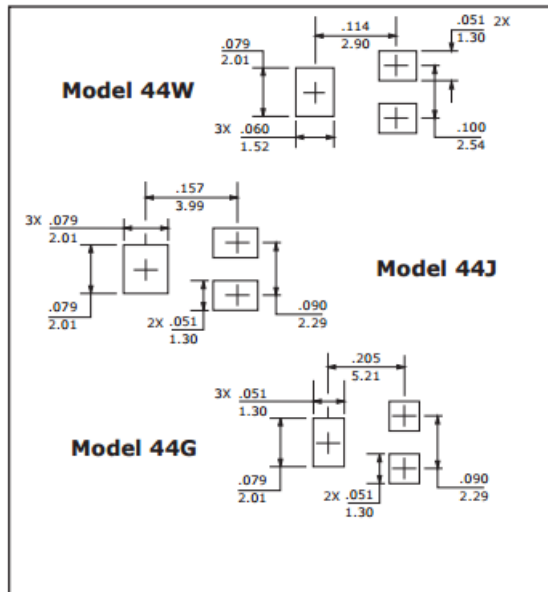 .114
2.90
.051 2X
1.30
.079
2.01
Model 44W
3X .060
1.52
.100
2.54
.157
3.99
3X .079
2.01
Model 44J
.079
2.01
2X .051
1.30
.090
2.29
.205
5.21
3X .051
1.30
Model 44G
.079
2.01
2X .051
1.30
.090
2.29